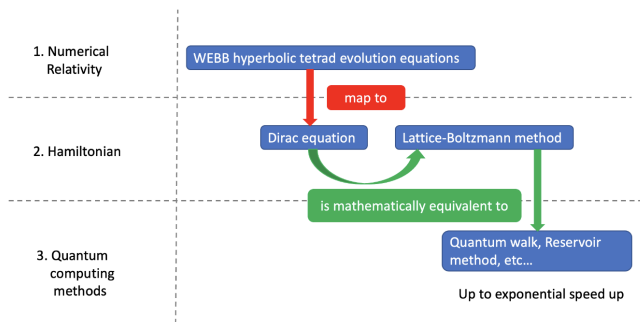 1. Numerical
Relativity
WEBB hyperbolic tetrad evolution equations
map to
2. Hamiltonian
Dirac equation
Lattice-Boltzmann method
is mathematically equivalent to
3. Quantum
computing
methods
Quantum walk, Reservoir
method, etc...
Up to exponential speed up